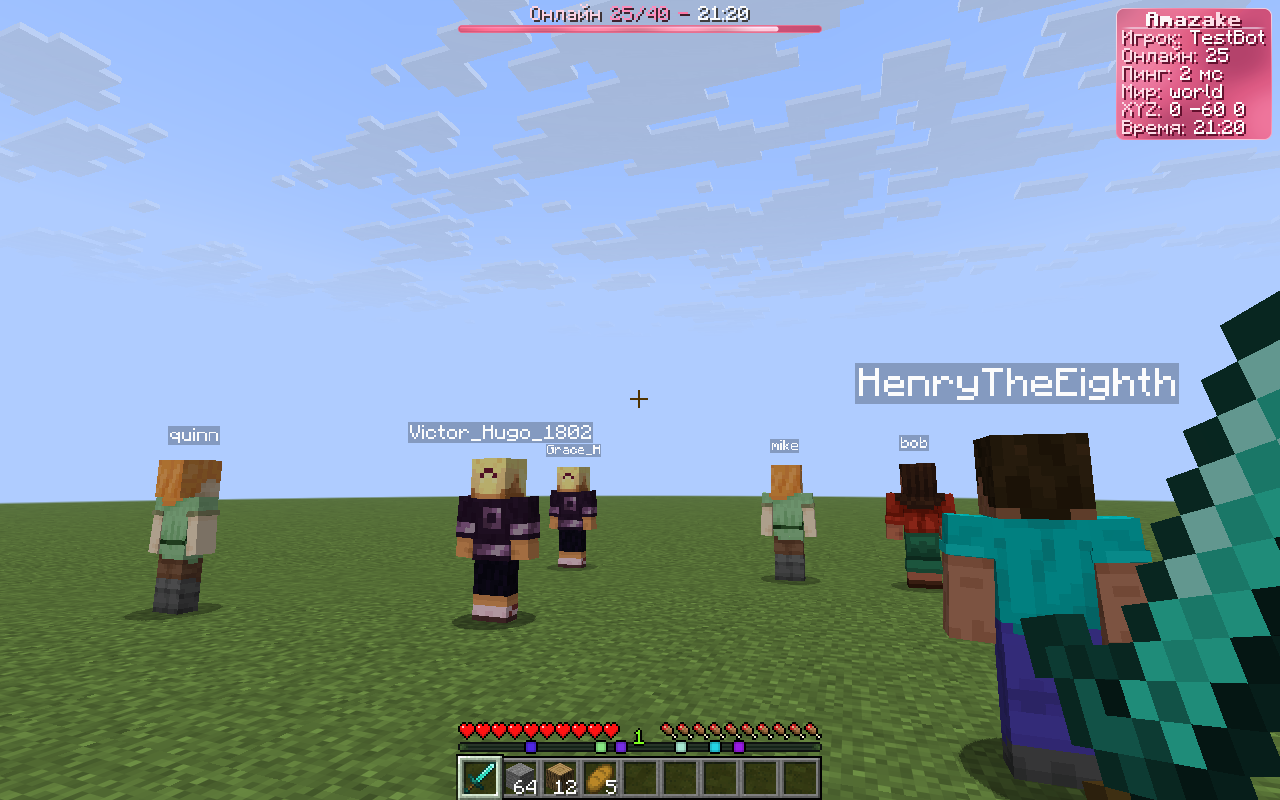 Онлайн 25/40 - 21:20
Amazake
Игрок: TestBot
Онлайн: 25
Пинг: 2 мс
Мир: world
XYZ: 0 -60 0
Время: 21:20
HenryTheEighth
quinn
Victor_Hugo_1802
Grace_H
mike
bob
1
64 12 5